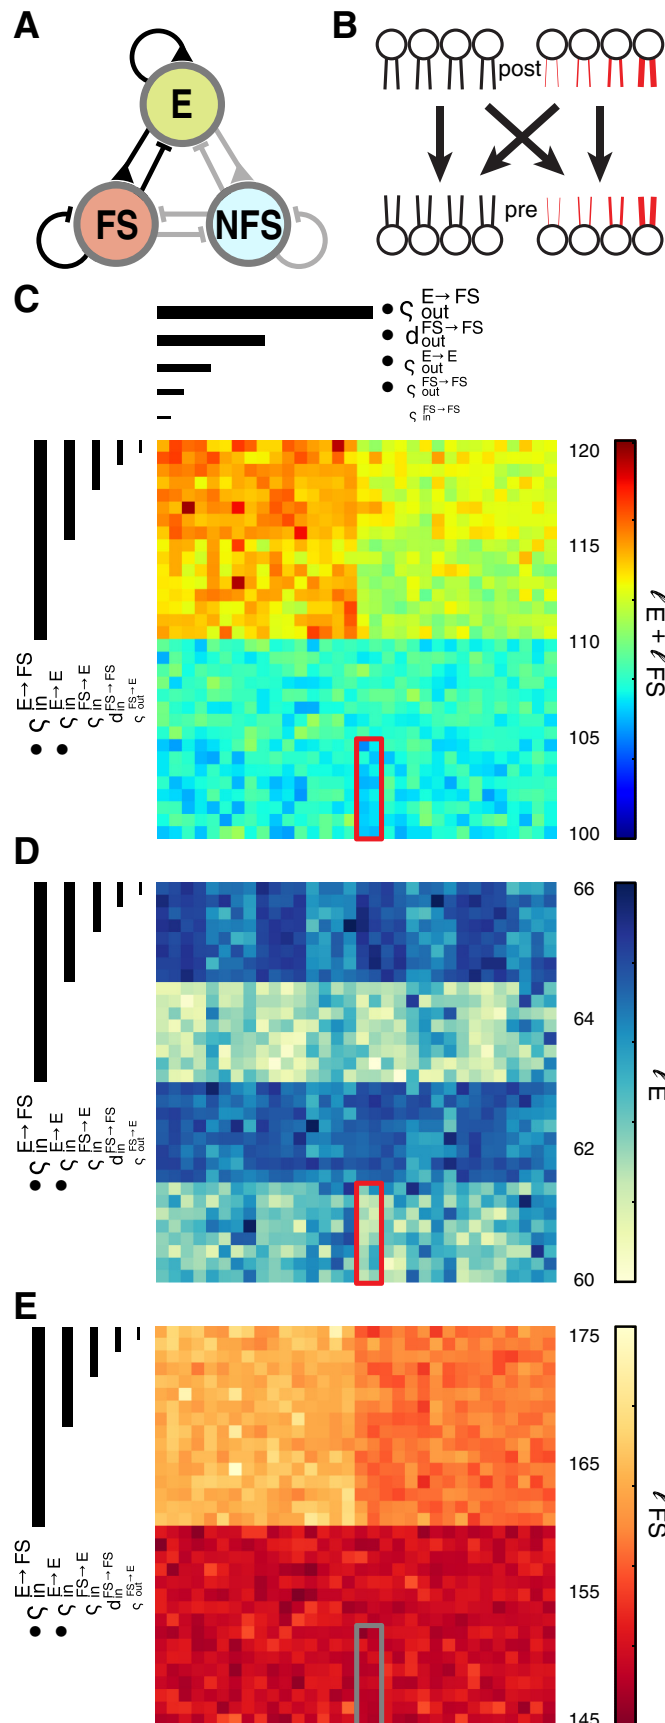 A
B
E
FS
NFS
post
pre
C
ς out E→FS
d out FS→FS
ς out E→E
ς out FS→FS
ς in FS→FS
120
115
110
105
100
ℓE + ℓFS
ς in E→FS
ς in E→E
ς in FS→E
d in FS→FS
ς out FS→E
D
66
64
62
60
ℓE
ς in E→FS
ς in E→E
ς in FS→E
d in FS→FS
ς out FS→E
E
175
165
155
145
ℓFS
ς in E→FS
ς in E→E
ς in FS→E
d in FS→FS
ς out FS→E